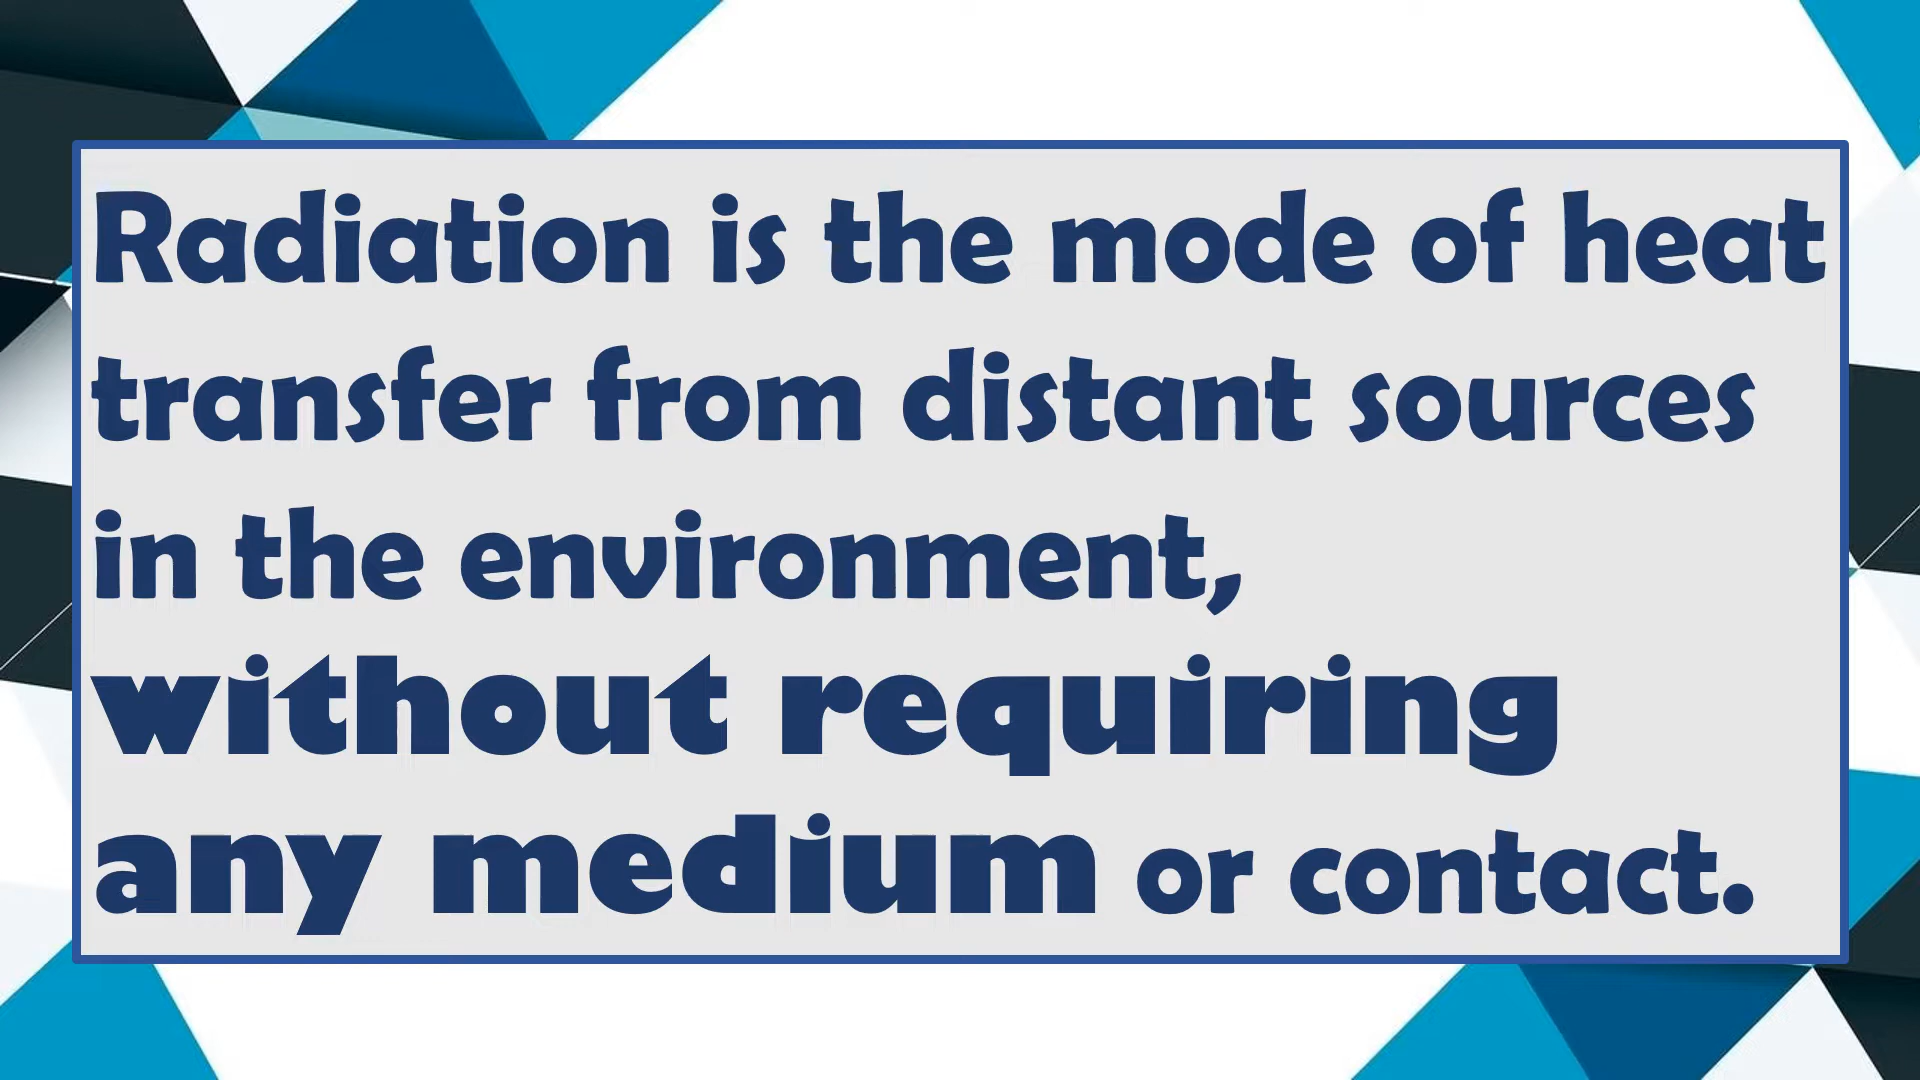 Radiation is the mode of heat
transfer from distant sources
in the environment,
without requiring
any medium or contact.